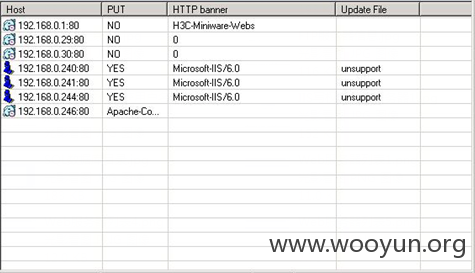 Host PUT HTTP banner Update File
192.168.0.1:80 NO H3C-Miniware-Webs
192.168.0.29:80 NO 0
192.168.0.30:80 NO 0
192.168.0.240:80 YES Microsoft-IIS/6.0 unsupport
192.168.0.241:80 YES Microsoft-IIS/6.0 unsupport
192.168.0.244:80 YES Microsoft-IIS/6.0 unsupport
192.168.0.246:80 Apache-Co...
www.wooyun.org